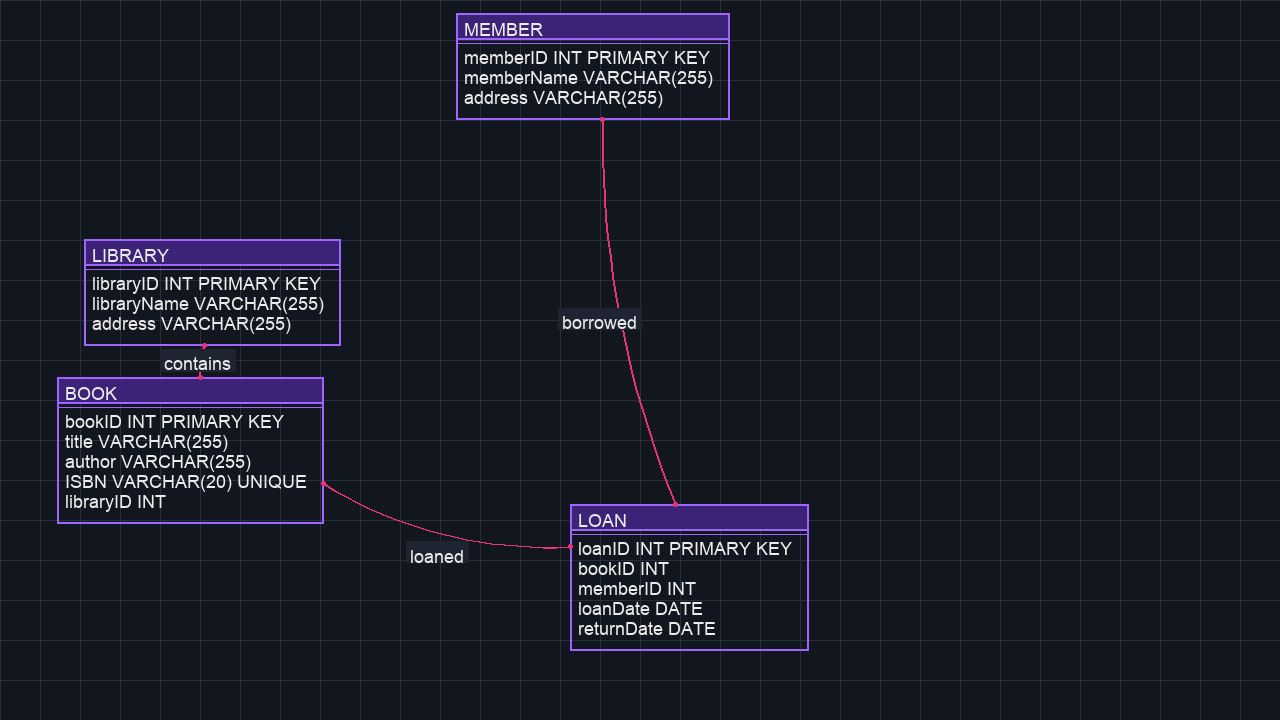 MEMBER
memberID INT PRIMARY KEY
memberName VARCHAR(255)
address VARCHAR(255)
LIBRARY
libraryID INT PRIMARY KEY
libraryName VARCHAR(255)
address VARCHAR(255)
borrowed
contains
BOOK
bookID INT PRIMARY KEY
title VARCHAR(255)
author VARCHAR(255)
ISBN VARCHAR(20) UNIQUE
libraryID INT
loaned
LOAN
loanID INT PRIMARY KEY
bookID INT
memberID INT
loanDate DATE
returnDate DATE